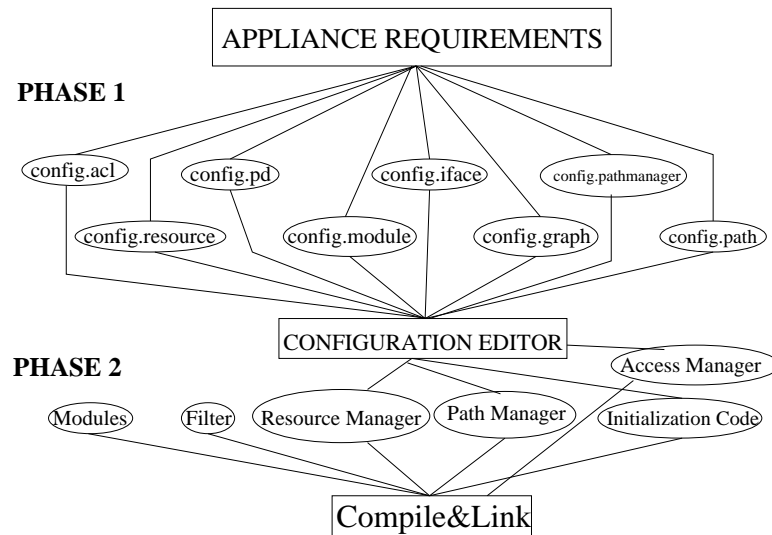 APPLIANCE REQUIREMENTS
PHASE 1
config.acl
config.pd
config.iface
config.pathmanager
config.resource
config.module
config.graph
config.path
CONFIGURATION EDITOR
PHASE 2
Access Manager
Modules
Filter
Resource Manager
Path Manager
Initialization Code
Compile&Link